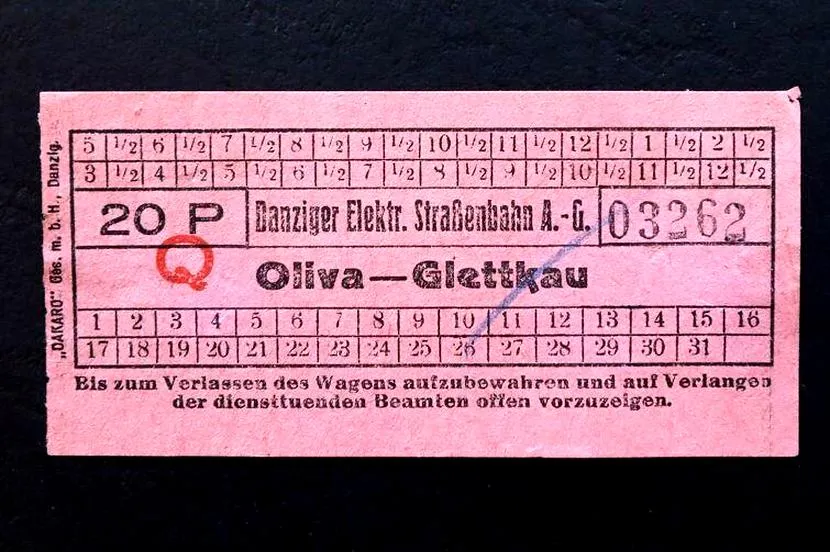 5 1/2 6 1/2 7 1/2 8 1/2 9 1/2 10 1/2 11 1/2 12 1/2 1 1/2 2 1/2
3 1/2 4 1/2 5 1/2 6 1/2 7 1/2 8 1/2 9 1/2 10 1/2 11 1/2 12 1/2
20 P Danziger Elektr. Straßenbahn A.-G. 03262
Q
Oliva—Glettkau
1 2 3 4 5 6 7 8 9 10 11 12 13 14 15 16
17 18 19 20 21 22 23 24 25 26 27 28 29 30 31
Bis zum Verlassen des Wagens aufzubewahren und auf Verlangen
der diensttuenden Beamten offen vorzuzeigen.
„DAKARO" Ges. m. b. H., Danzig.